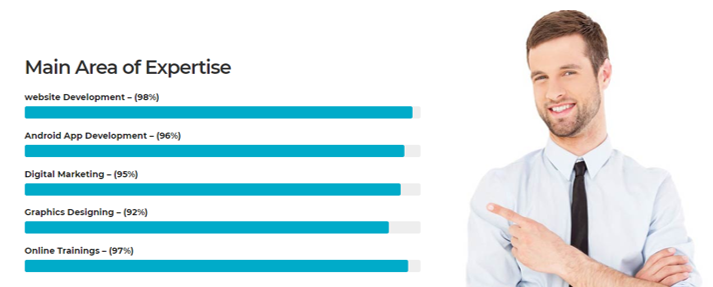 Main Area of Expertise
website Development – (98%)
Android App Development – (96%)
Digital Marketing – (95%)
Graphics Designing – (92%)
Online Trainings – (97%)